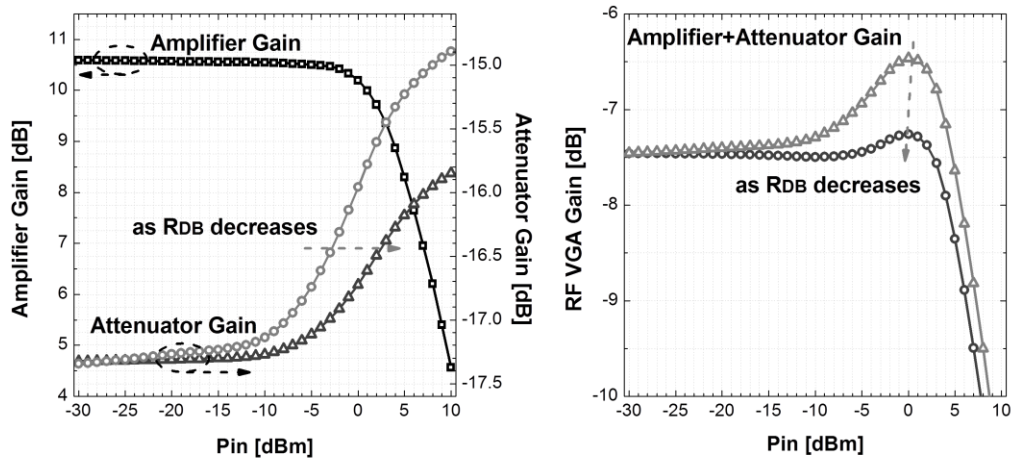 Amplifier Gain
as RDB decreases
Attenuator Gain
Amplifier Gain [dB]
11
10
9
8
7
6
5
4
-15.0
-15.5
-16.0
-16.5
-17.0
-17.5
Attenuator Gain [dB]
-30 -25 -20 -15 -10 -5 0 5 10
Pin [dBm]
Amplifier+Attenuator Gain
as RDB decreases
RF VGA Gain [dB]
-6
-7
-8
-9
-10
-30 -25 -20 -15 -10 -5 0 5 10
Pin [dBm]